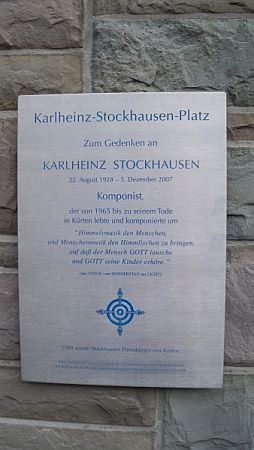 Karlheinz-Stockhausen-Platz
Zum Gedenken an
KARLHEINZ STOCKHAUSEN
22. August 1928 – 5. Dezember 2007
Komponist,
der von 1965 bis zu seinem Tode
in Kürten lebte und komponierte um
"Himmelsmusik den Menschen,
und Menschenmusik den Himmlischen zu bringen,
auf daß der Mensch GOTT lausche
und GOTT seine Kinder erhöre."
(aus VISION vom DONNERSTAG aus LICHT)
1988 wurde Stockhausen Ehrenbürger von Kürten.